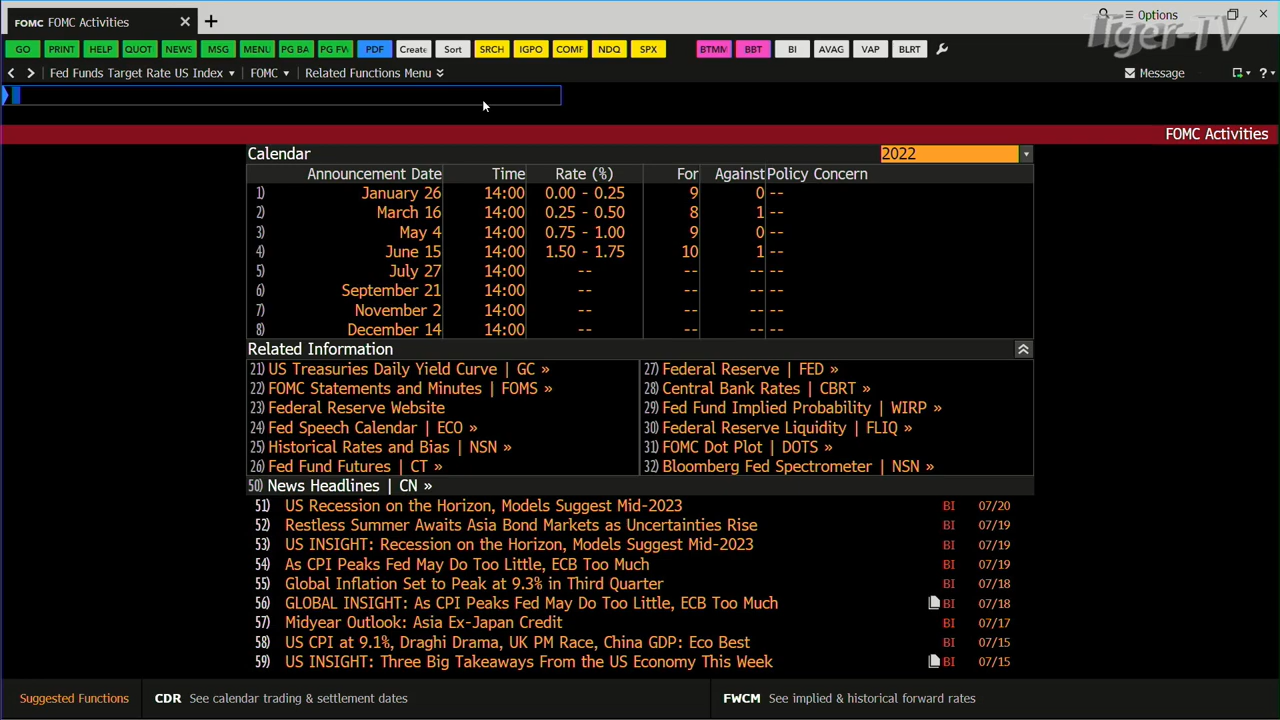 FOMC FOMC Activities
Options
GO PRINT HELP QUOT NEWS MSG MENU PG BA PG FW PDF Create Sort SRCH IGPO COMF NDQ SPX BTMM BBT BI AVAG VAP BLRT
Tiger-TV
Fed Funds Target Rate US Index FOMC Related Functions Menu Message
FOMC Activities
Calendar 2022
Announcement Date Time Rate (%) For Against Policy Concern
1) January 26 14:00 0.00 - 0.25 9 0 --
2) March 16 14:00 0.25 - 0.50 8 1 --
3) May 4 14:00 0.75 - 1.00 9 0 --
4) June 15 14:00 1.50 - 1.75 10 1 --
5) July 27 14:00 -- -- -- --
6) September 21 14:00 -- -- -- --
7) November 2 14:00 -- -- -- --
8) December 14 14:00 -- -- -- --
Related Information
21) US Treasuries Daily Yield Curve | GC » 27) Federal Reserve | FED »
22) FOMC Statements and Minutes | FOMS » 28) Central Bank Rates | CBRT »
23) Federal Reserve Website 29) Fed Fund Implied Probability | WIRP »
24) Fed Speech Calendar | ECO » 30) Federal Reserve Liquidity | FLIQ »
25) Historical Rates and Bias | NSN » 31) FOMC Dot Plot | DOTS »
26) Fed Fund Futures | CT » 32) Bloomberg Fed Spectrometer | NSN »
50) News Headlines | CN »
51) US Recession on the Horizon, Models Suggest Mid-2023 BI 07/20
52) Restless Summer Awaits Asia Bond Markets as Uncertainties Rise BI 07/19
53) US INSIGHT: Recession on the Horizon, Models Suggest Mid-2023 BI 07/19
54) As CPI Peaks Fed May Do Too Little, ECB Too Much BI 07/19
55) Global Inflation Set to Peak at 9.3% in Third Quarter BI 07/18
56) GLOBAL INSIGHT: As CPI Peaks Fed May Do Too Little, ECB Too Much BI 07/18
57) Midyear Outlook: Asia Ex-Japan Credit BI 07/17
58) US CPI at 9.1%, Draghi Drama, UK PM Race, China GDP: Eco Best BI 07/15
59) US INSIGHT: Three Big Takeaways From the US Economy This Week BI 07/15
Suggested Functions CDR See calendar trading & settlement dates FWCM See implied & historical forward rates